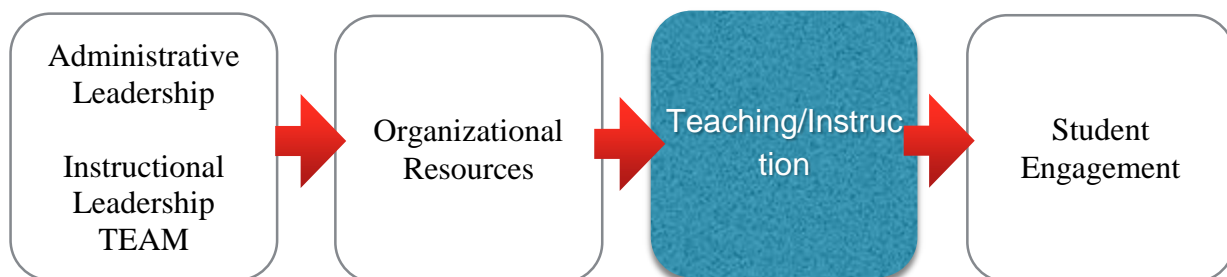 Administrative
Leadership
Instructional
Leadership
TEAM
Organizational
Resources
Teaching/Instruc
tion
Student
Engagement